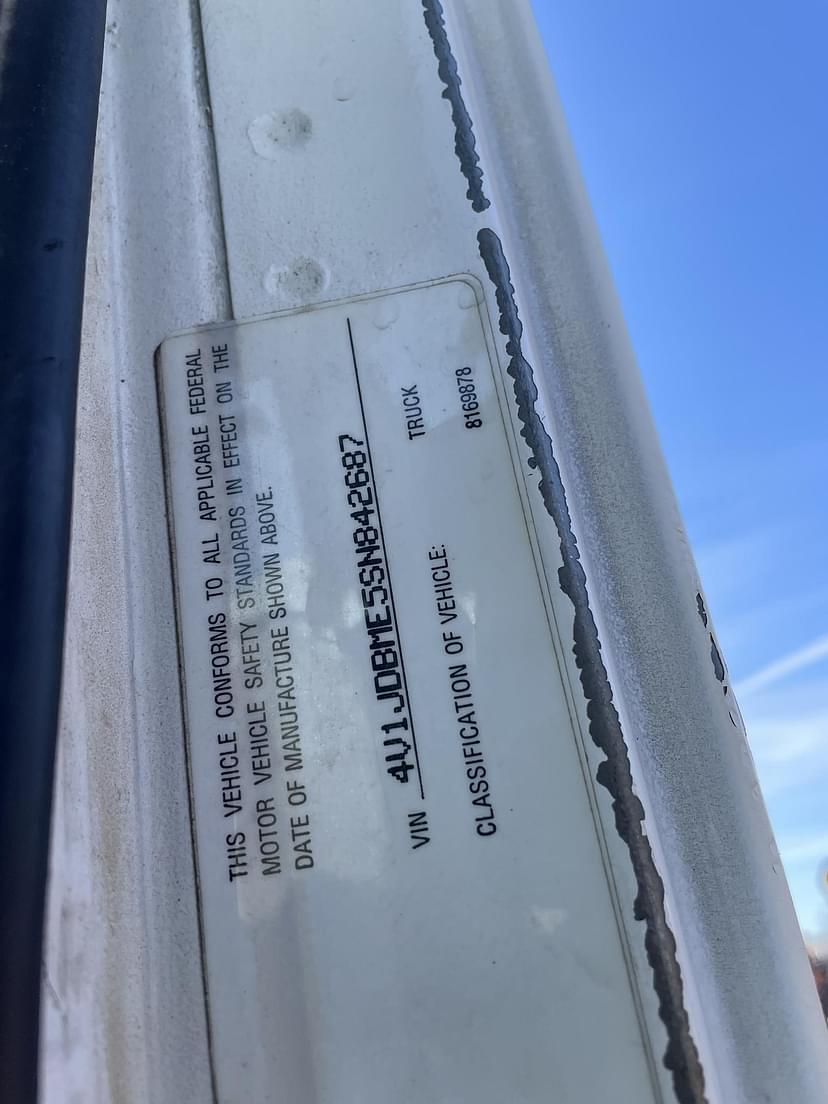 THIS VEHICLE CONFORMS TO ALL APPLICABLE FEDERAL
MOTOR VEHICLE SAFETY STANDARDS IN EFFECT ON THE
DATE OF MANUFACTURE SHOWN ABOVE.
VIN 4V1JDBME5SN842687
CLASSIFICATION OF VEHICLE: TRUCK
8169878